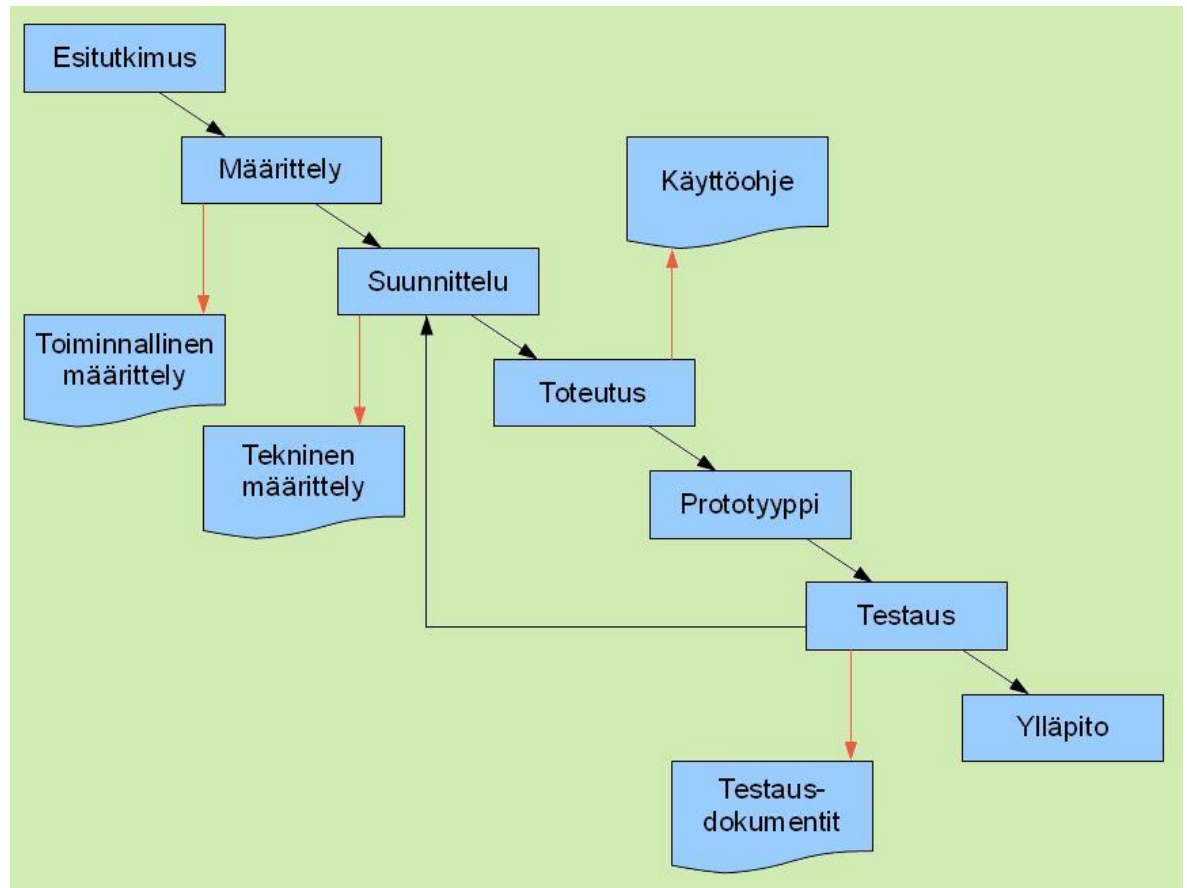 Esitutkimus
Määrittely
Käyttöohje
Suunnittelu
Toiminnallinen
määrittely
Toteutus
Tekninen
määrittely
Prototyyppi
Testaus
Ylläpito
Testaus-
dokumentit